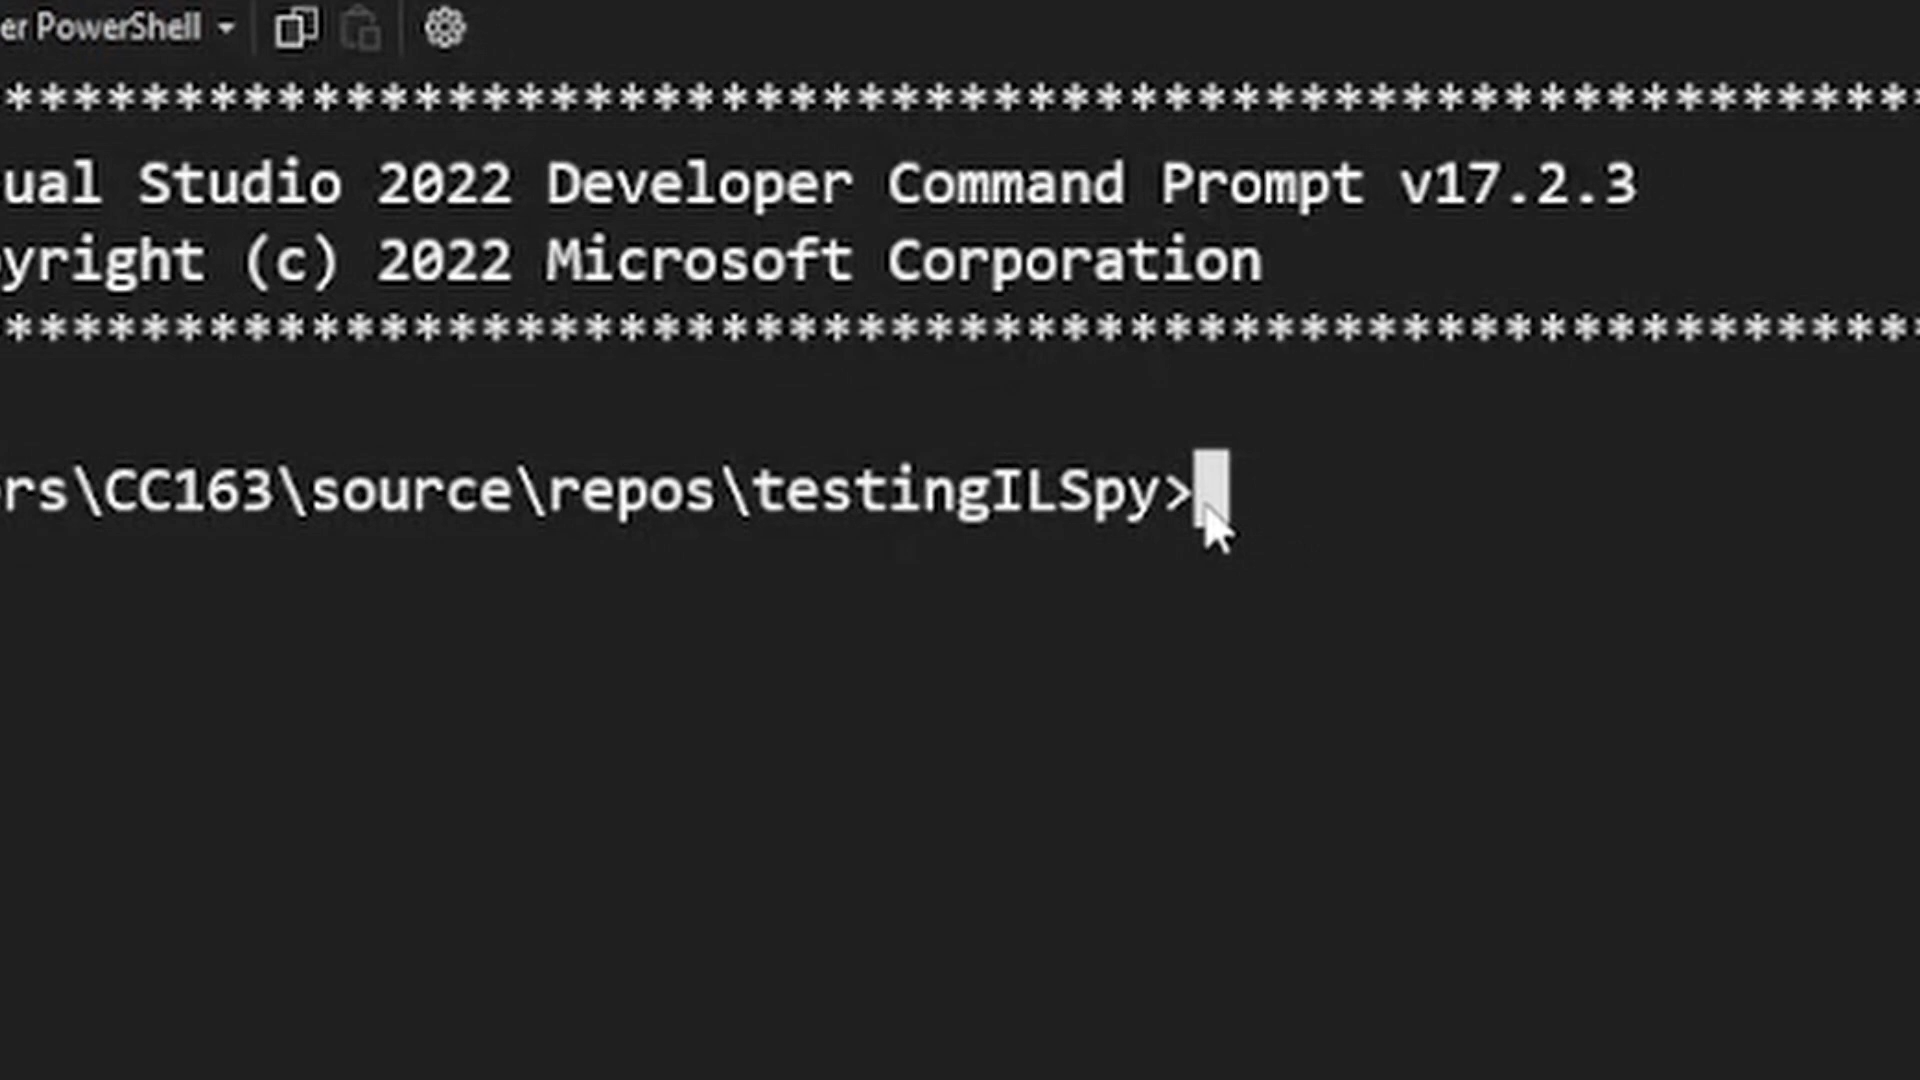 er PowerShell
*********************************************************
ual Studio 2022 Developer Command Prompt v17.2.3
yright (c) 2022 Microsoft Corporation
*********************************************************
rs\CC163\source\repos\testingILSpy>